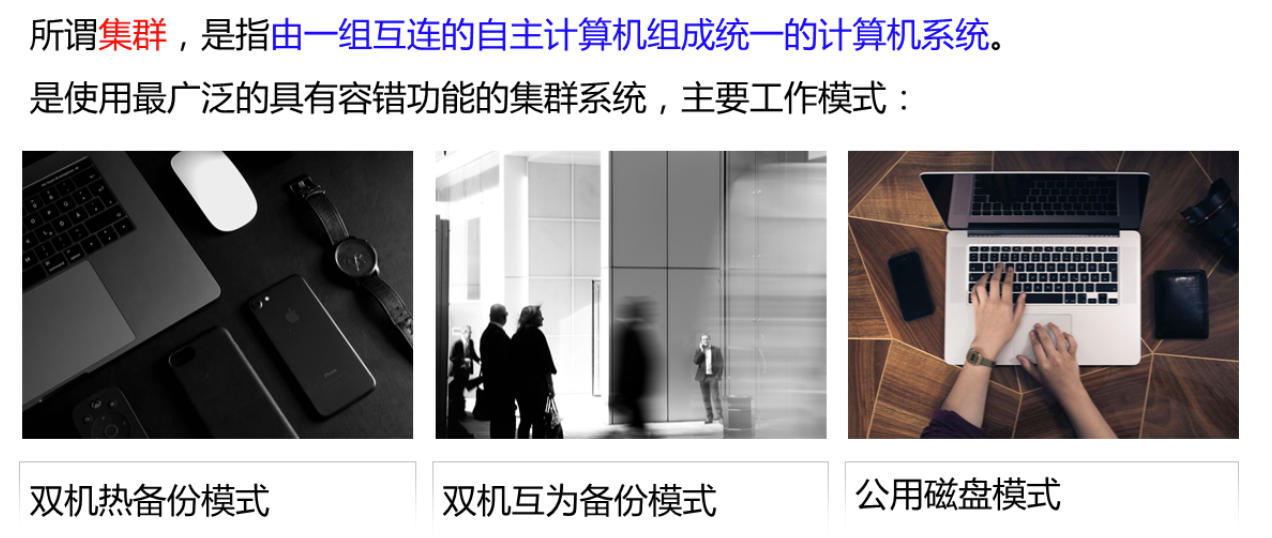 所谓集群，是指由一组互连的自主计算机组成统一的计算机系统。
是使用最广泛的具有容错功能的集群系统，主要工作模式：
双机热备份模式
双机互为备份模式
公用磁盘模式